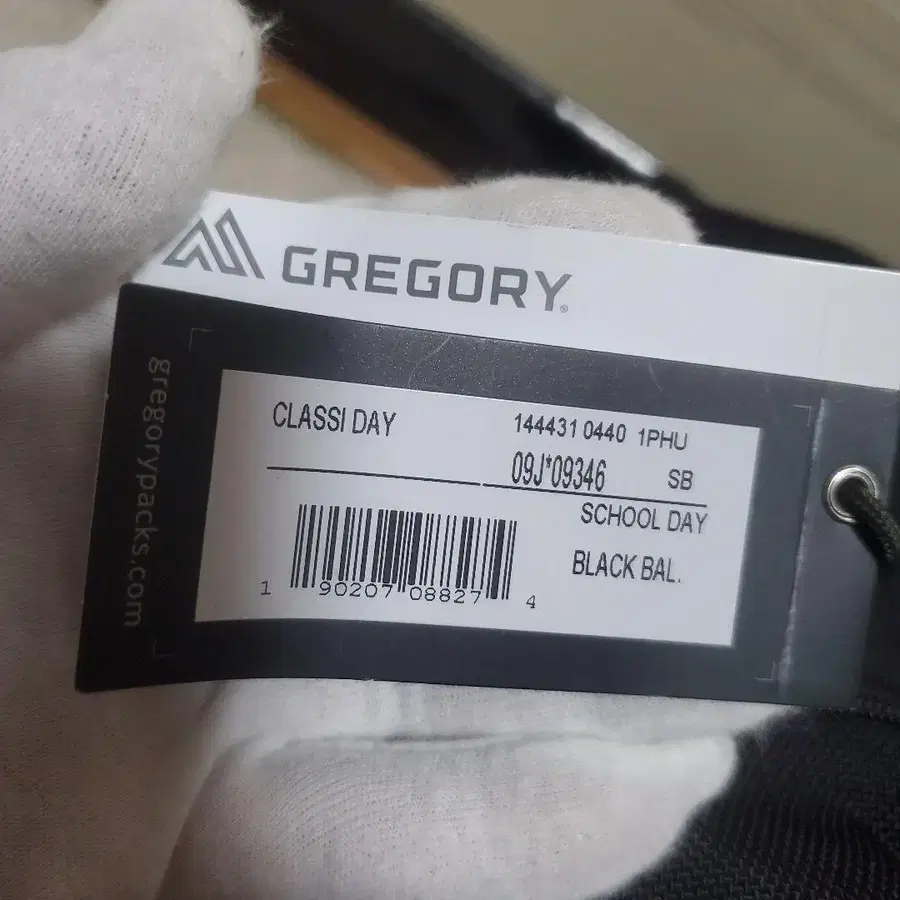 GREGORY
gregorypacks.com
CLASSI DAY
144431 0440 1PHU
09J*09346 SB
SCHOOL DAY
BLACK BAL.
1 90207 08827 4